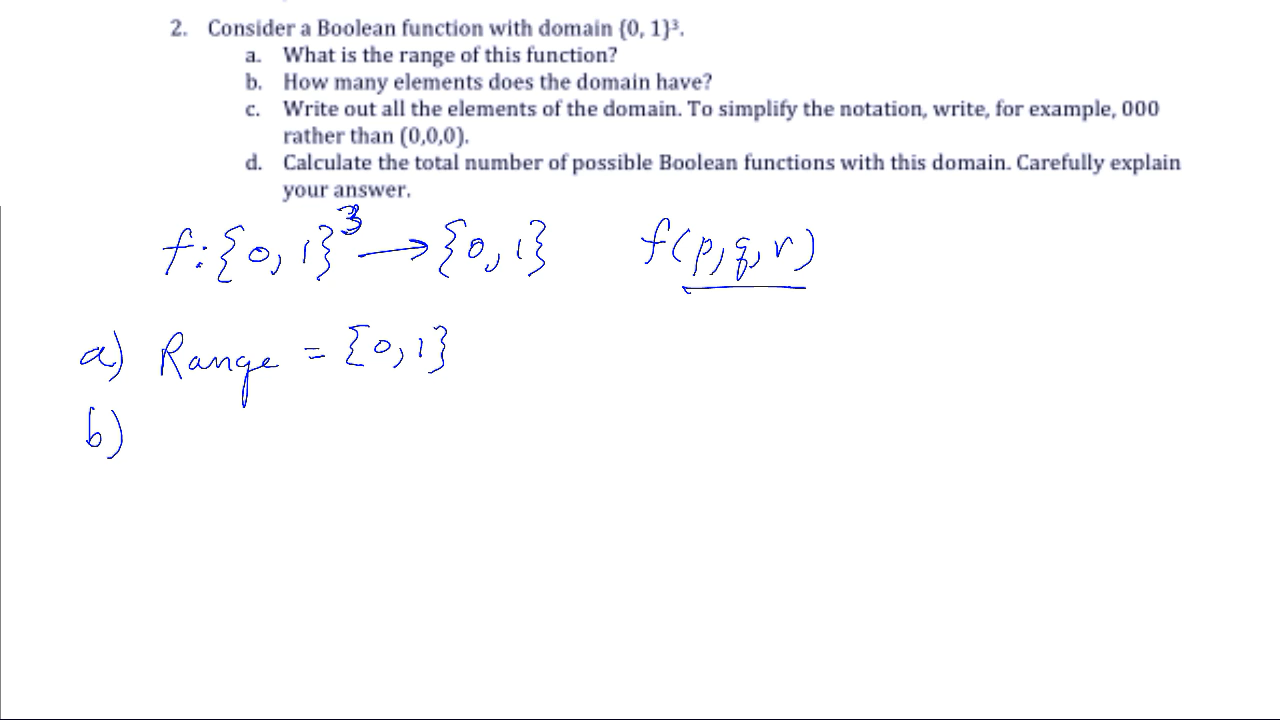 2. Consider a Boolean function with domain {0, 1}³.
a. What is the range of this function?
b. How many elements does the domain have?
c. Write out all the elements of the domain. To simplify the notation, write, for example, 000
rather than (0,0,0).
d. Calculate the total number of possible Boolean functions with this domain. Carefully explain
your answer.
f: {0, 1}³ → {0, 1} f(p, q, r)
a) Range = {0, 1}
b)